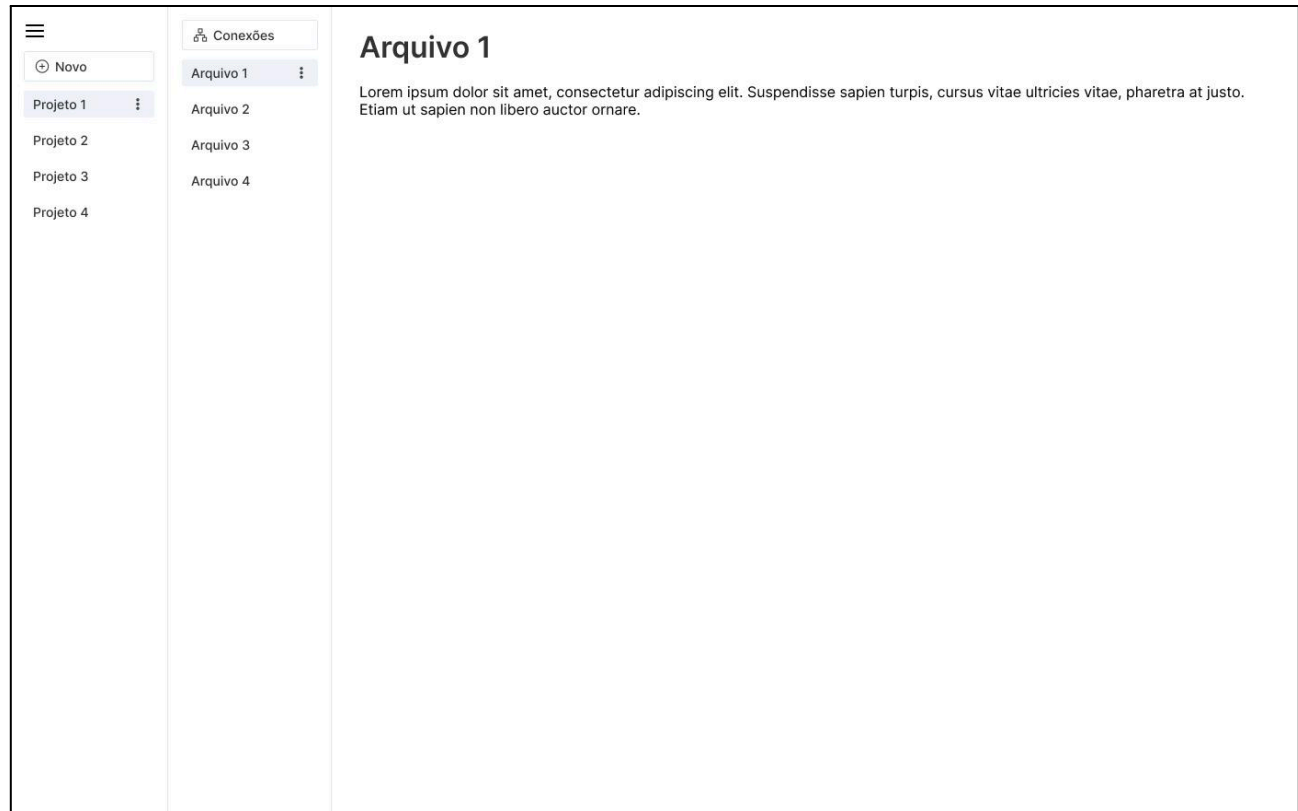 Novo
Projeto 1
Projeto 2
Projeto 3
Projeto 4
Conexões
Arquivo 1
Arquivo 2
Arquivo 3
Arquivo 4
Arquivo 1
Lorem ipsum dolor sit amet, consectetur adipiscing elit. Suspendisse sapien turpis, cursus vitae ultricies vitae, pharetra at justo.
Etiam ut sapien non libero auctor ornare.